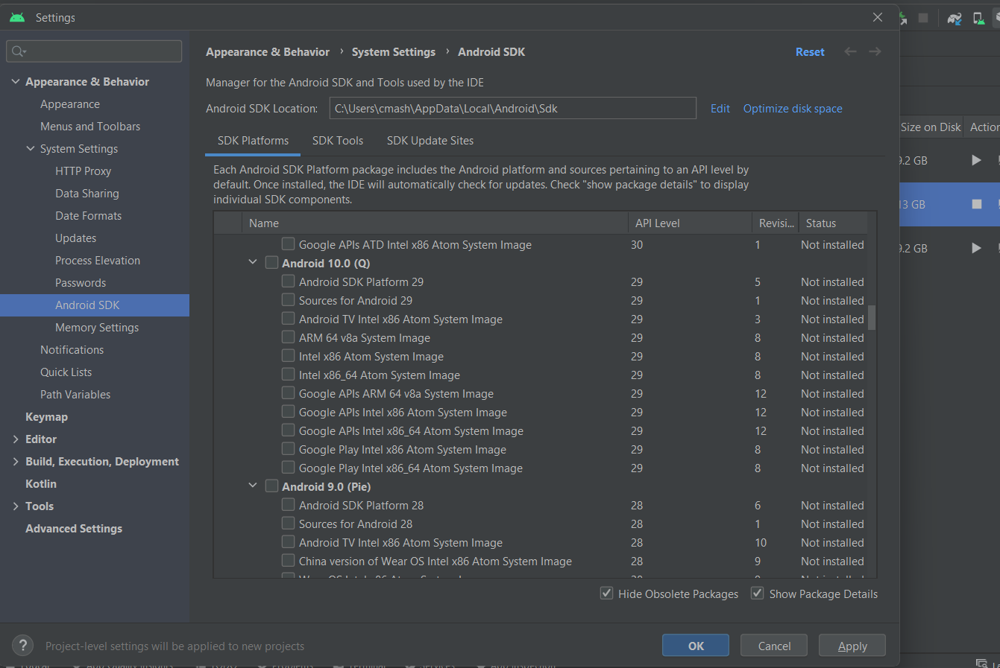 Settings
Appearance & Behavior
Appearance
Menus and Toolbars
System Settings
HTTP Proxy
Data Sharing
Date Formats
Updates
Process Elevation
Passwords
Android SDK
Memory Settings
Notifications
Quick Lists
Path Variables
Keymap
Editor
Build, Execution, Deployment
Kotlin
Tools
Advanced Settings
Appearance & Behavior › System Settings › Android SDK
Reset
Manager for the Android SDK and Tools used by the IDE
Android SDK Location: C:\Users\cmash\AppData\Local\Android\Sdk Edit Optimize disk space
SDK Platforms SDK Tools SDK Update Sites
Each Android SDK Platform package includes the Android platform and sources pertaining to an API level by
default. Once installed, the IDE will automatically check for updates. Check "show package details" to display
individual SDK components.
Name API Level Revisi... Status
Google APIs ATD Intel x86 Atom System Image 30 1 Not installed
Android 10.0 (Q)
Android SDK Platform 29 29 5 Not installed
Sources for Android 29 29 1 Not installed
Android TV Intel x86 Atom System Image 29 3 Not installed
ARM 64 v8a System Image 29 8 Not installed
Intel x86 Atom System Image 29 8 Not installed
Intel x86_64 Atom System Image 29 8 Not installed
Google APIs ARM 64 v8a System Image 29 12 Not installed
Google APIs Intel x86 Atom System Image 29 12 Not installed
Google APIs Intel x86_64 Atom System Image 29 12 Not installed
Google Play Intel x86 Atom System Image 29 8 Not installed
Google Play Intel x86_64 Atom System Image 29 8 Not installed
Android 9.0 (Pie)
Android SDK Platform 28 28 6 Not installed
Sources for Android 28 28 1 Not installed
Android TV Intel x86 Atom System Image 28 10 Not installed
China version of Wear OS Intel x86 Atom System Image 28 9 Not installed
Hide Obsolete Packages Show Package Details
? Project-level settings will be applied to new projects
OK Cancel Apply
Size on Disk Action
9.2 GB
13 GB
9.2 GB